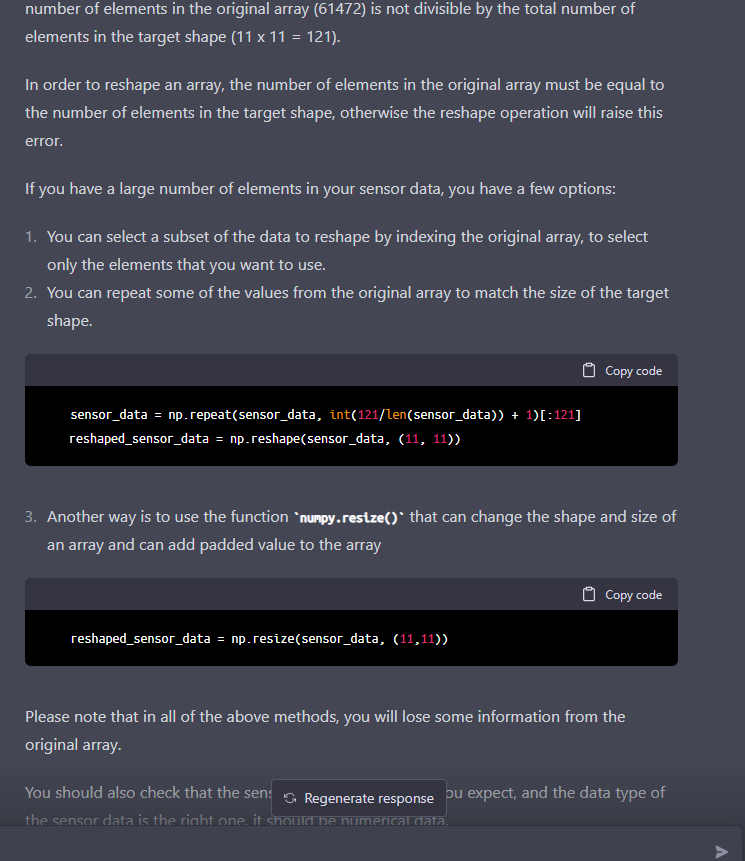 number of elements in the original array (61472) is not divisible by the total number of
elements in the target shape (11 x 11 = 121).
In order to reshape an array, the number of elements in the original array must be equal to
the number of elements in the target shape, otherwise the reshape operation will raise this
error.
If you have a large number of elements in your sensor data, you have a few options:
1. You can select a subset of the data to reshape by indexing the original array, to select
only the elements that you want to use.
2. You can repeat some of the values from the original array to match the size of the target
shape.
Copy code
sensor_data = np.repeat(sensor_data, int(121/len(sensor_data)) + 1)[:121]
reshaped_sensor_data = np.reshape(sensor_data, (11, 11))
3. Another way is to use the function `numpy.resize()` that can change the shape and size of
an array and can add padded value to the array
Copy code
reshaped_sensor_data = np.resize(sensor_data, (11,11))
Please note that in all of the above methods, you will lose some information from the
original array.
You should also check that the sens
Regenerate response
ou expect, and the data type of
the sensor data is the right one, it should be numerical data.